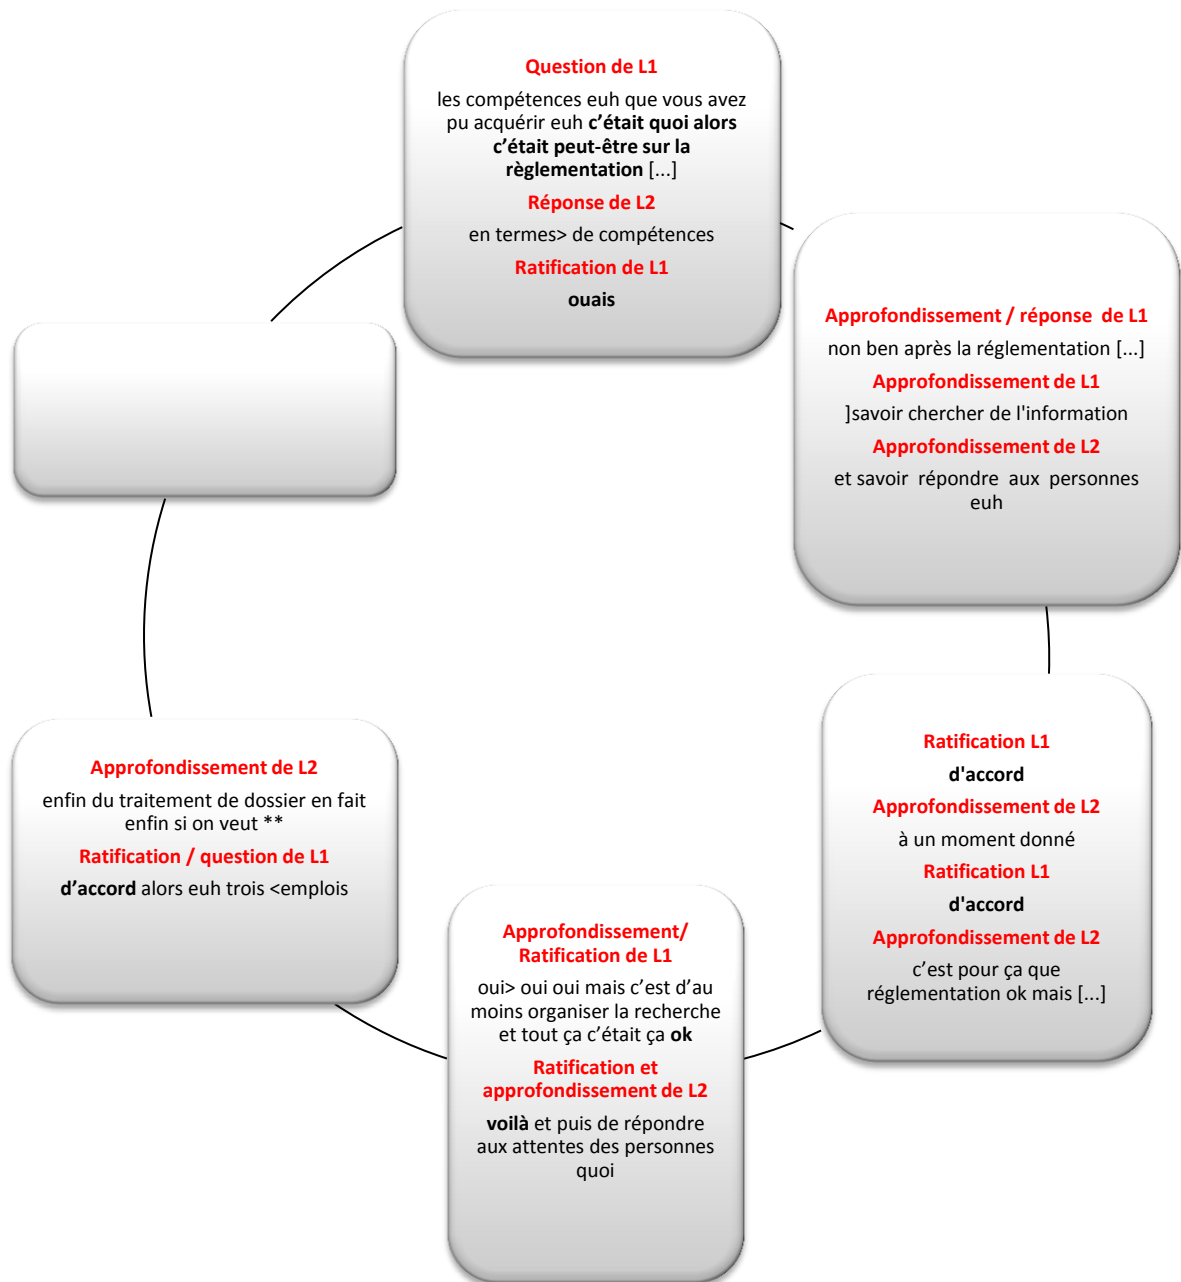 Question de L1
les compétences euh que vous avez
pu acquérir euh c’était quoi alors
c’était peut-être sur la
règlementation [...]
Réponse de L2
en termes> de compétences
Ratification de L1
ouais
Approfondissement / réponse de L1
non ben après la réglementation [...]
Approfondissement de L1
]savoir chercher de l'information
Approfondissement de L2
et savoir répondre aux personnes
euh
Ratification L1
d'accord
Approfondissement de L2
à un moment donné
Ratification L1
d'accord
Approfondissement de L2
c’est pour ça que
réglementation ok mais [...]
Approfondissement/
Ratification de L1
oui> oui oui mais c’est d’au
moins organiser la recherche
et tout ça c’était ça ok
Ratification et
approfondissement de L2
voilà et puis de répondre
aux attentes des personnes
quoi
Approfondissement de L2
enfin du traitement de dossier en fait
enfin si on veut **
Ratification / question de L1
d’accord alors euh trois <emplois